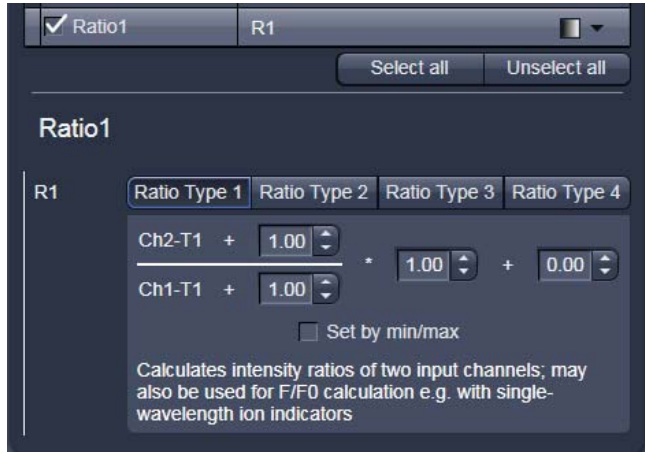 Ratio1 R1
Select all Unselect all
Ratio1
R1 Ratio Type 1 Ratio Type 2 Ratio Type 3 Ratio Type 4
Ch2-T1 + 1.00
* 1.00 + 0.00
Ch1-T1 + 1.00
Set by min/max
Calculates intensity ratios of two input channels; may
also be used for F/F0 calculation e.g. with single-
wavelength ion indicators